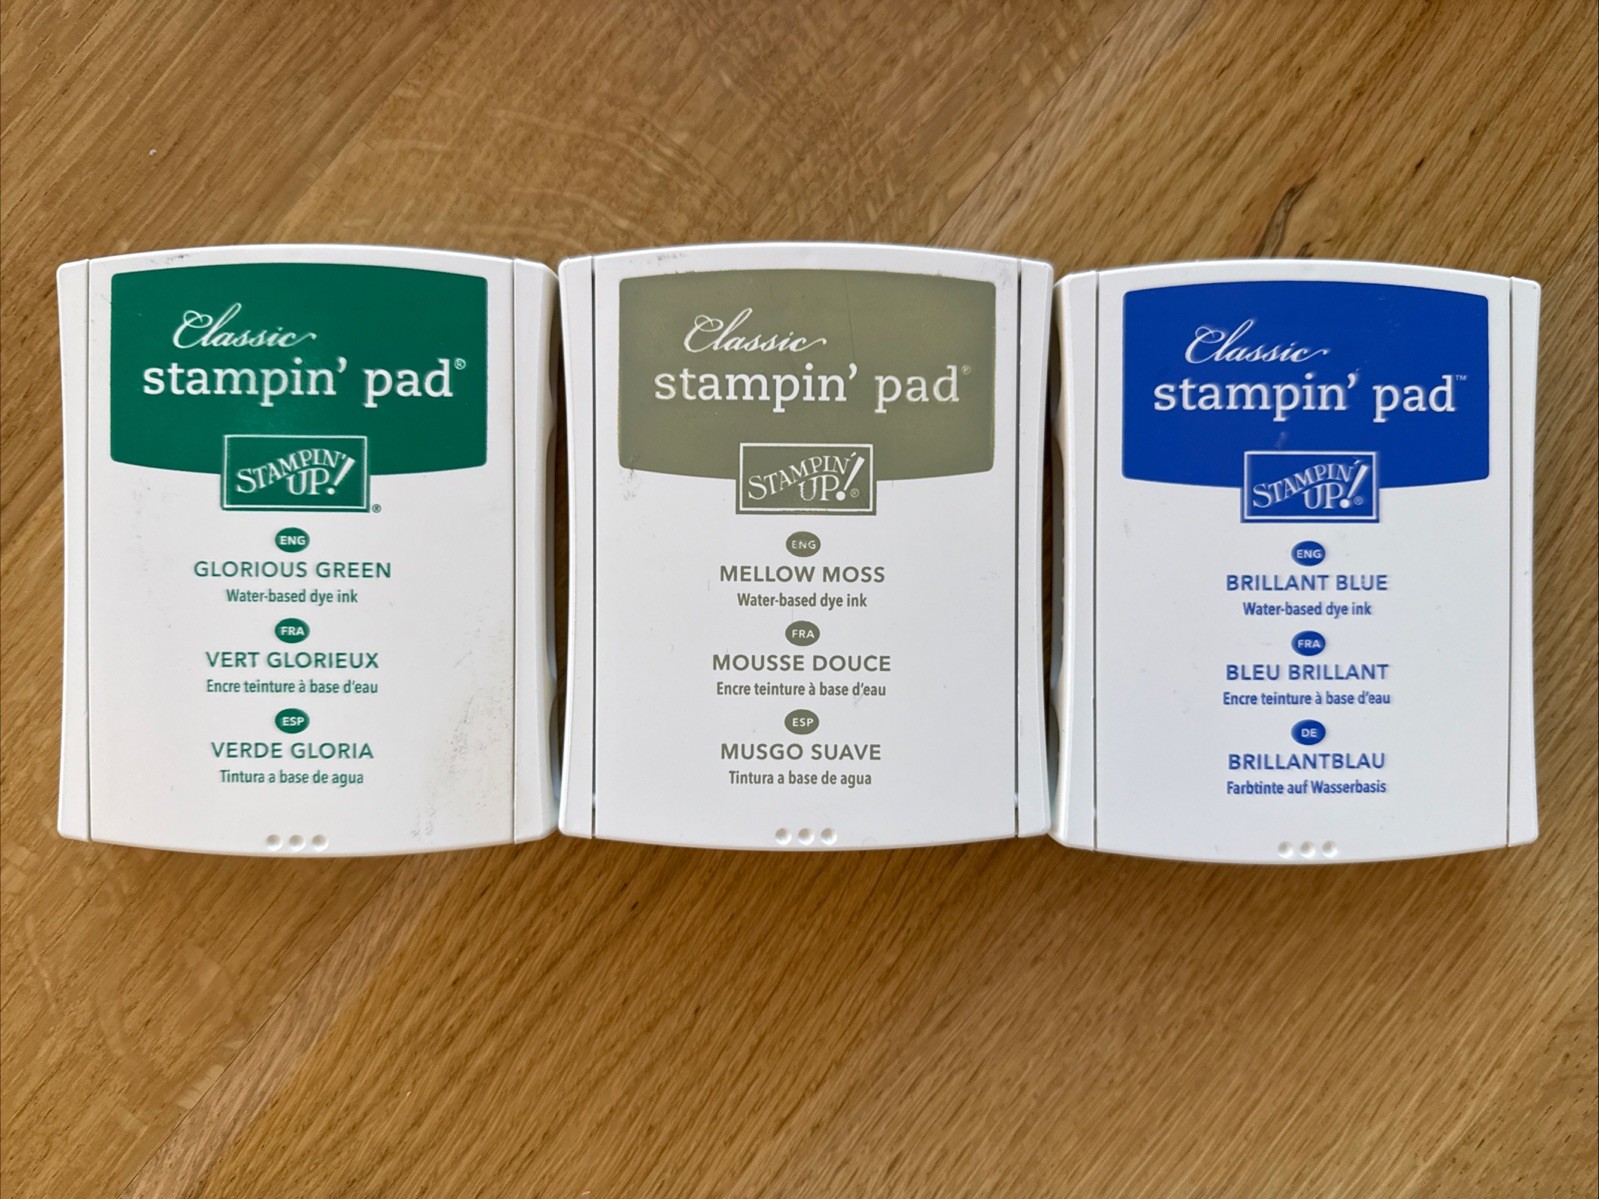 Classic
stampin' pad®
STAMPIN'
UP!®
ENG
GLORIOUS GREEN
Water-based dye ink
FRA
VERT GLORIEUX
Encre teinture à base d'eau
ESP
VERDE GLORIA
Tintura a base de agua
Classic
stampin' pad®
STAMPIN'
UP!®
ENG
MELLOW MOSS
Water-based dye ink
FRA
MOUSSE DOUCE
Encre teinture à base d'eau
ESP
MUSGO SUAVE
Tintura a base de agua
Classic
stampin' pad™
STAMPIN'
UP!®
ENG
BRILLANT BLUE
Water-based dye ink
FRA
BLEU BRILLANT
Encre teinture à base d'eau
DE
BRILLANTBLAU
Farbtinte auf Wasserbasis